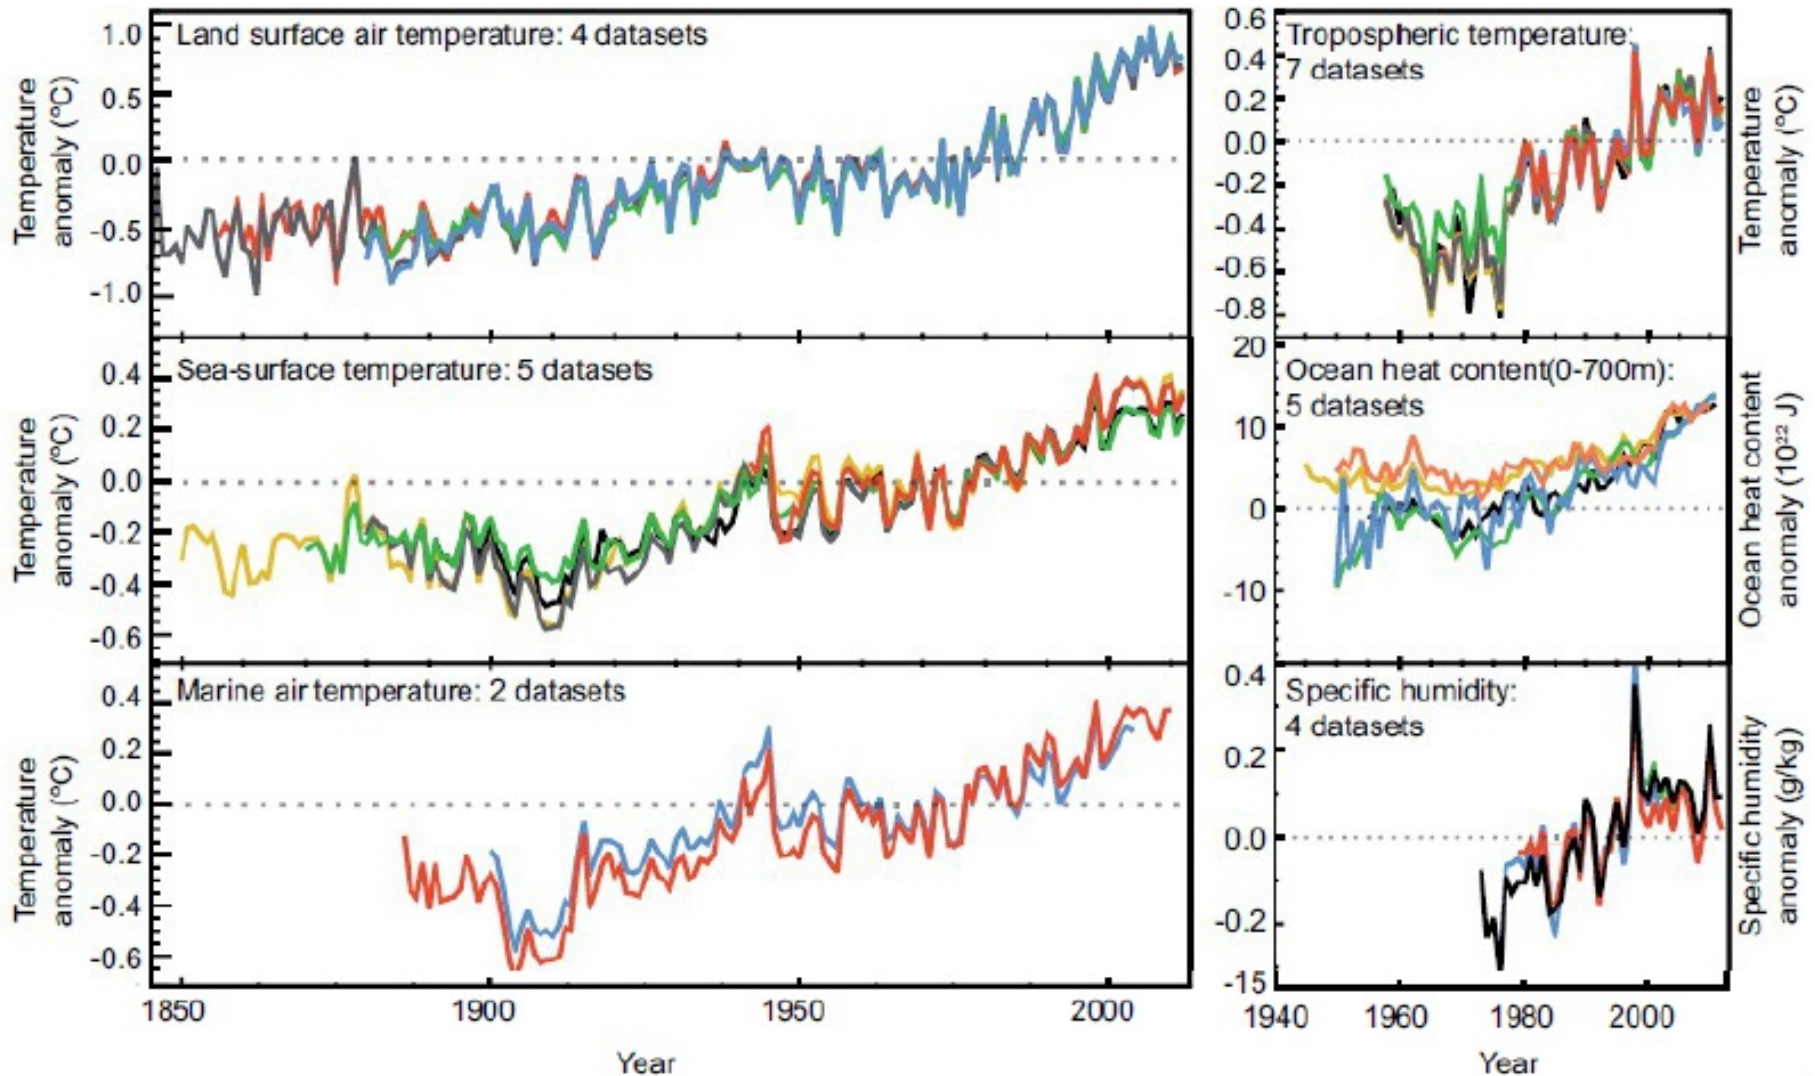 Land surface air temperature: 4 datasets
Temperature
anomaly (°C)
1.0
0.5
0.0
-0.5
-1.0
Tropospheric temperature:
7 datasets
0.6
0.4
0.2
0.0
-0.2
-0.4
-0.6
-0.8
Temperature
anomaly (°C)
Sea-surface temperature: 5 datasets
Temperature
anomaly (°C)
0.4
0.2
0.0
-0.2
-0.4
-0.6
Ocean heat content(0-700m):
5 datasets
20
10
0
-10
Ocean heat content
anomaly (10²² J)
Marine air temperature: 2 datasets
Temperature
anomaly (°C)
0.4
0.2
0.0
-0.2
-0.4
-0.6
1850 1900 1950 2000
Year
Specific humidity:
4 datasets
0.4
0.2
0.0
-0.2
-15
Specific humidity
anomaly (g/kg)
1940 1960 1980 2000
Year